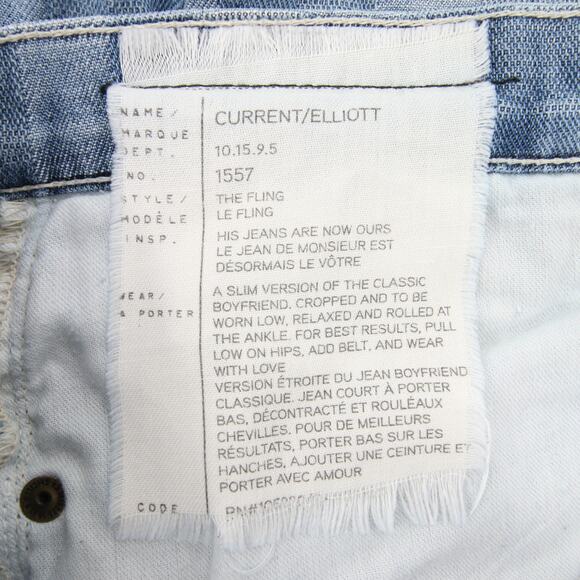 NAME/ CURRENT/ELLIOTT
MARQUE
DEPT. 10.15.9.5
NO. 1557
STYLE/ THE FLING
MODÈLE LE FLING
INSP. HIS JEANS ARE NOW OURS
LE JEAN DE MONSIEUR EST
DÉSORMAIS LE VÔTRE
WEAR/ A SLIM VERSION OF THE CLASSIC
À PORTER BOYFRIEND. CROPPED AND TO BE
WORN LOW, RELAXED AND ROLLED AT
THE ANKLE. FOR BEST RESULTS, PULL
LOW ON HIPS, ADD BELT, AND WEAR
WITH LOVE
VERSION ÉTROITE DU JEAN BOYFRIEND
CLASSIQUE. JEAN COURT À PORTER
BAS, DÉCONTRACTÉ ET ROULÉAUX
CHEVILLES. POUR DE MEILLEURS
RÉSULTATS, PORTER BAS SUR LES
HANCHES, AJOUTER UNE CEINTURE ET
PORTER AVEC AMOUR
CODE